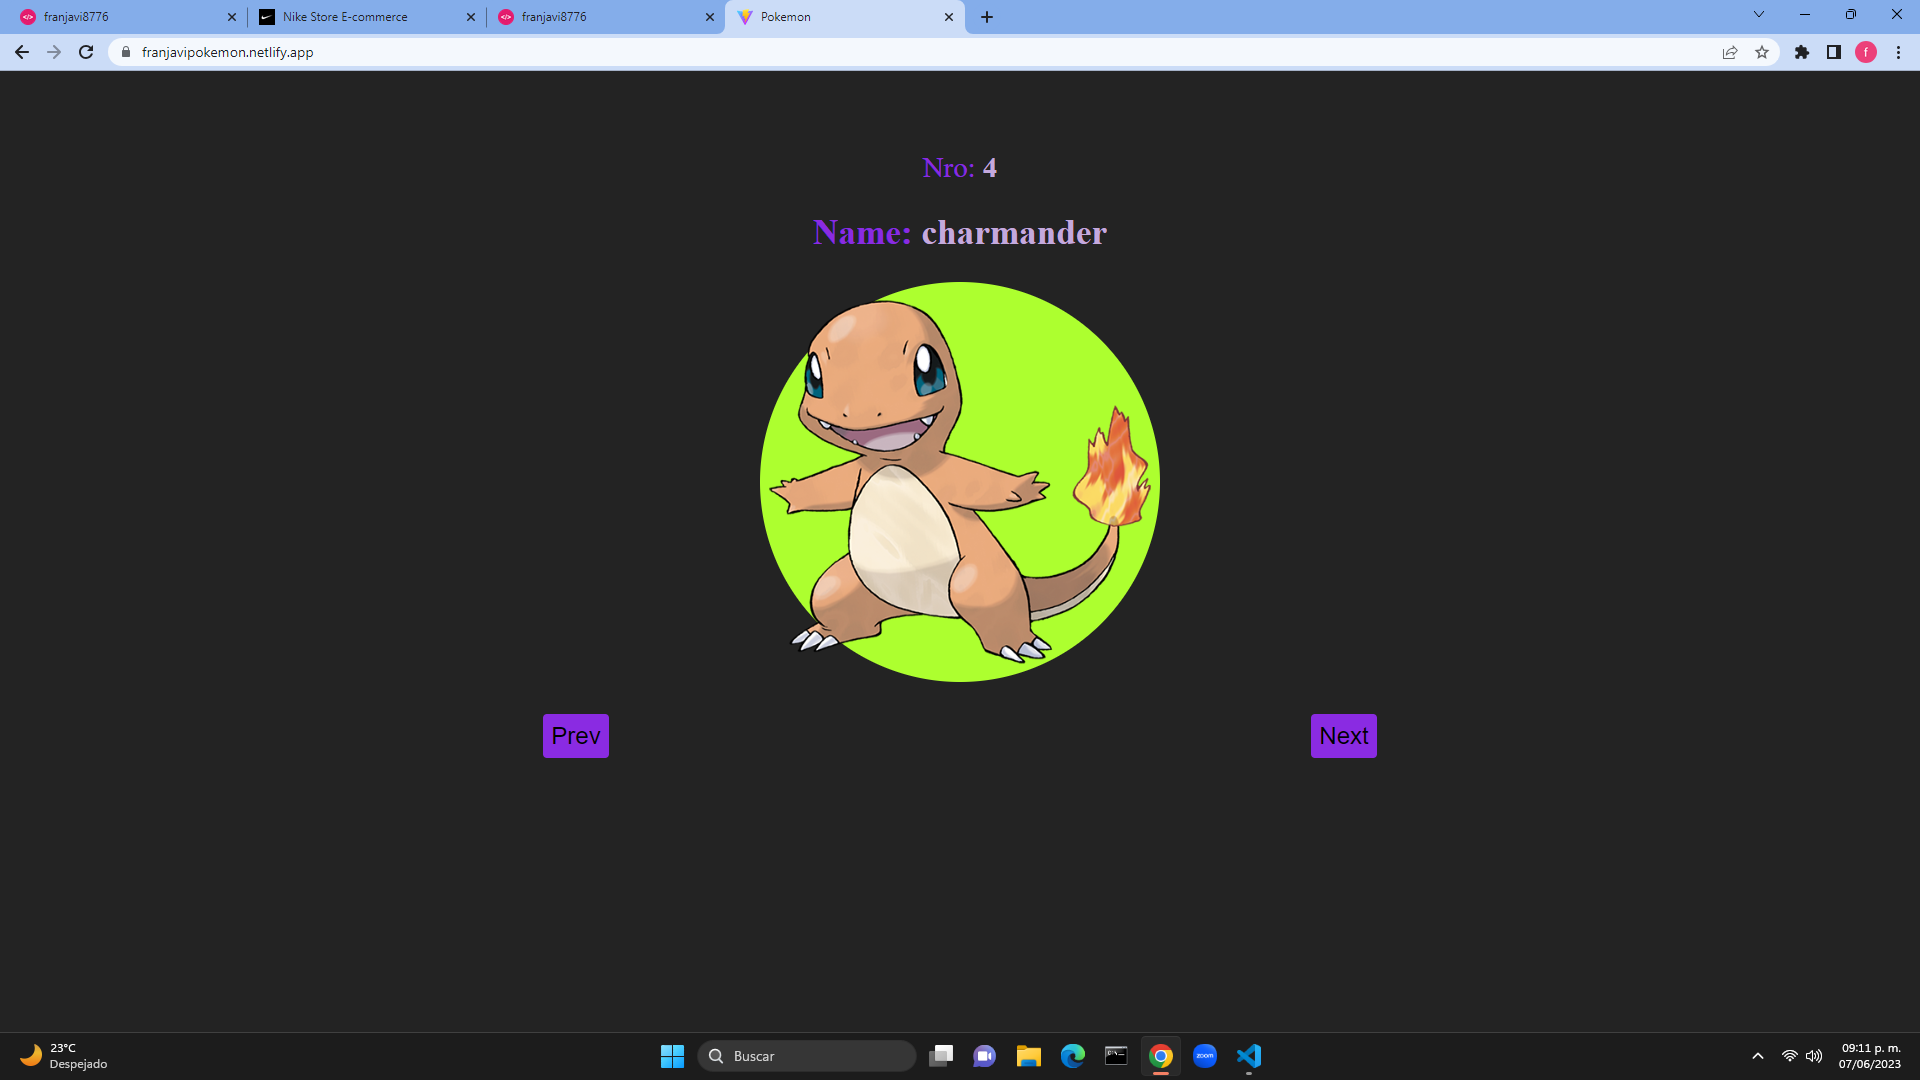 franjavi8776
Nike Store E-commerce
franjavi8776
Pokemon
franjavipokemon.netlify.app
f
Nro: 4
Name: charmander
Prev
Next
23°C
Despejado
Buscar
zoom
09:11 p. m.
07/06/2023